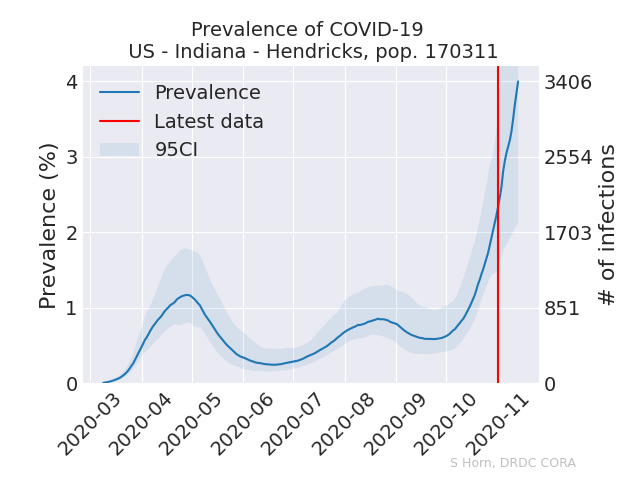 Prevalence of COVID-19
US - Indiana - Hendricks, pop. 170311
Prevalence
Latest data
95CI
Prevalence (%)
4
3
2
1
0
3406
2554
1703
851
0
# of infections
2020-03
2020-04
2020-05
2020-06
2020-07
2020-08
2020-09
2020-10
2020-11
S Horn, DRDC CORA